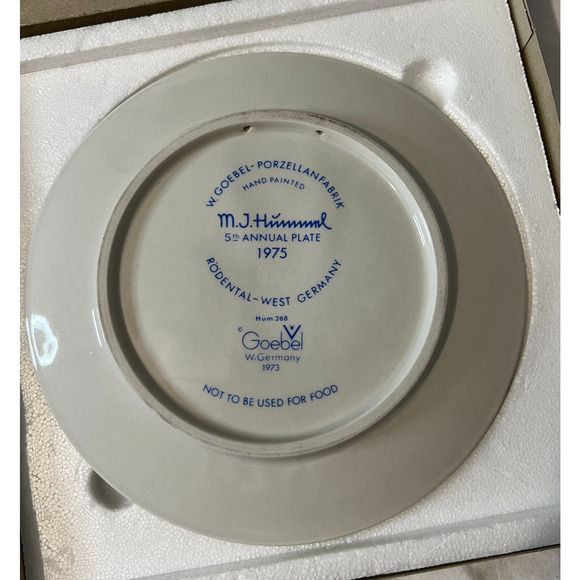 W. GOEBEL-PORZELLANFABRIK
HAND PAINTED
M.J.Hümmel
5th ANNUAL PLATE
1975
RÖDENTAL-WEST GERMANY
Hum 268
© Goebel
W.Germany
1973
NOT TO BE USED FOR FOOD